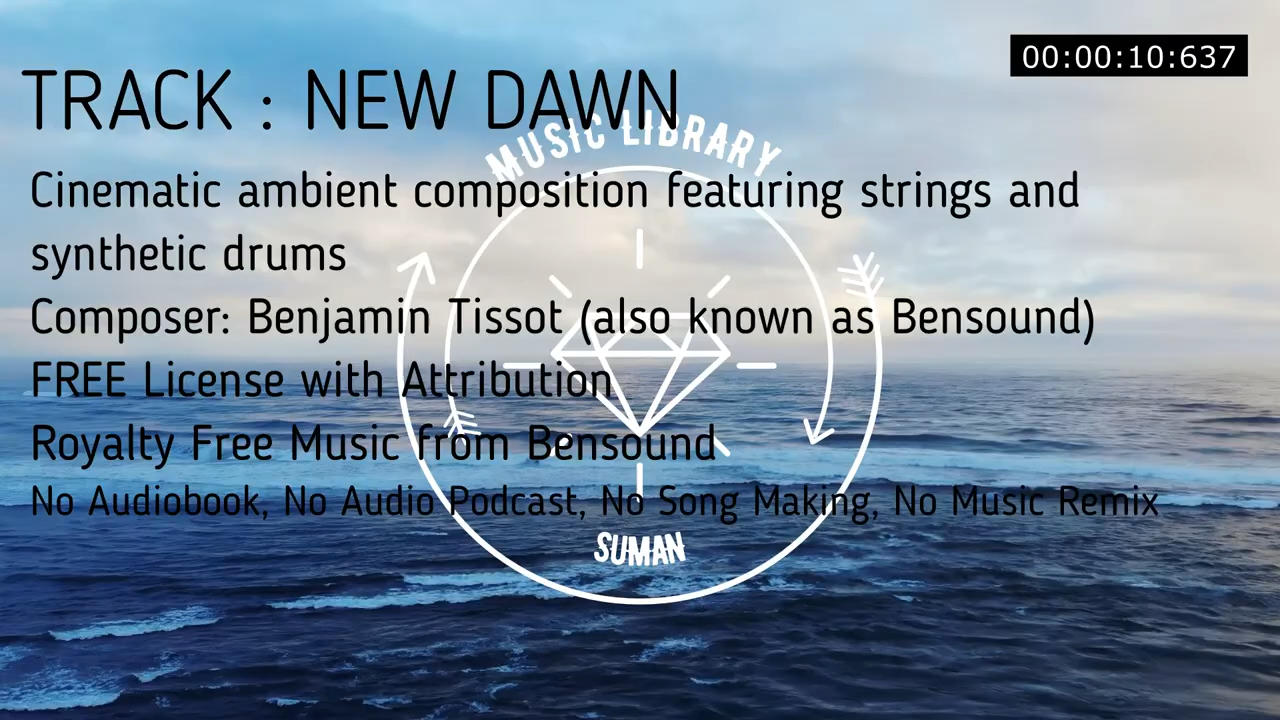 00:00:10:637
TRACK : NEW DAWN
MUSIC LIBRARY
Cinematic ambient composition featuring strings and
synthetic drums
Composer: Benjamin Tissot (also known as Bensound)
FREE License with Attribution
Royalty Free Music from Bensound
No Audiobook, No Audio Podcast, No Song Making, No Music Remix
SUMAN